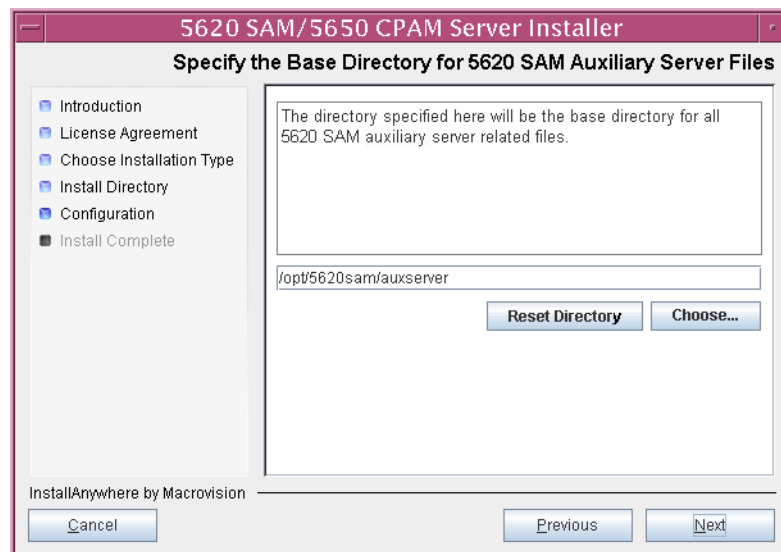 5620 SAM/5650 CPAM Server Installer
Specify the Base Directory for 5620 SAM Auxiliary Server Files
Introduction
License Agreement
Choose Installation Type
Install Directory
Configuration
Install Complete
The directory specified here will be the base directory for all
5620 SAM auxiliary server related files.
/opt/5620sam/auxserver
Reset Directory
Choose...
InstallAnywhere by Macrovision
Cancel
Previous
Next